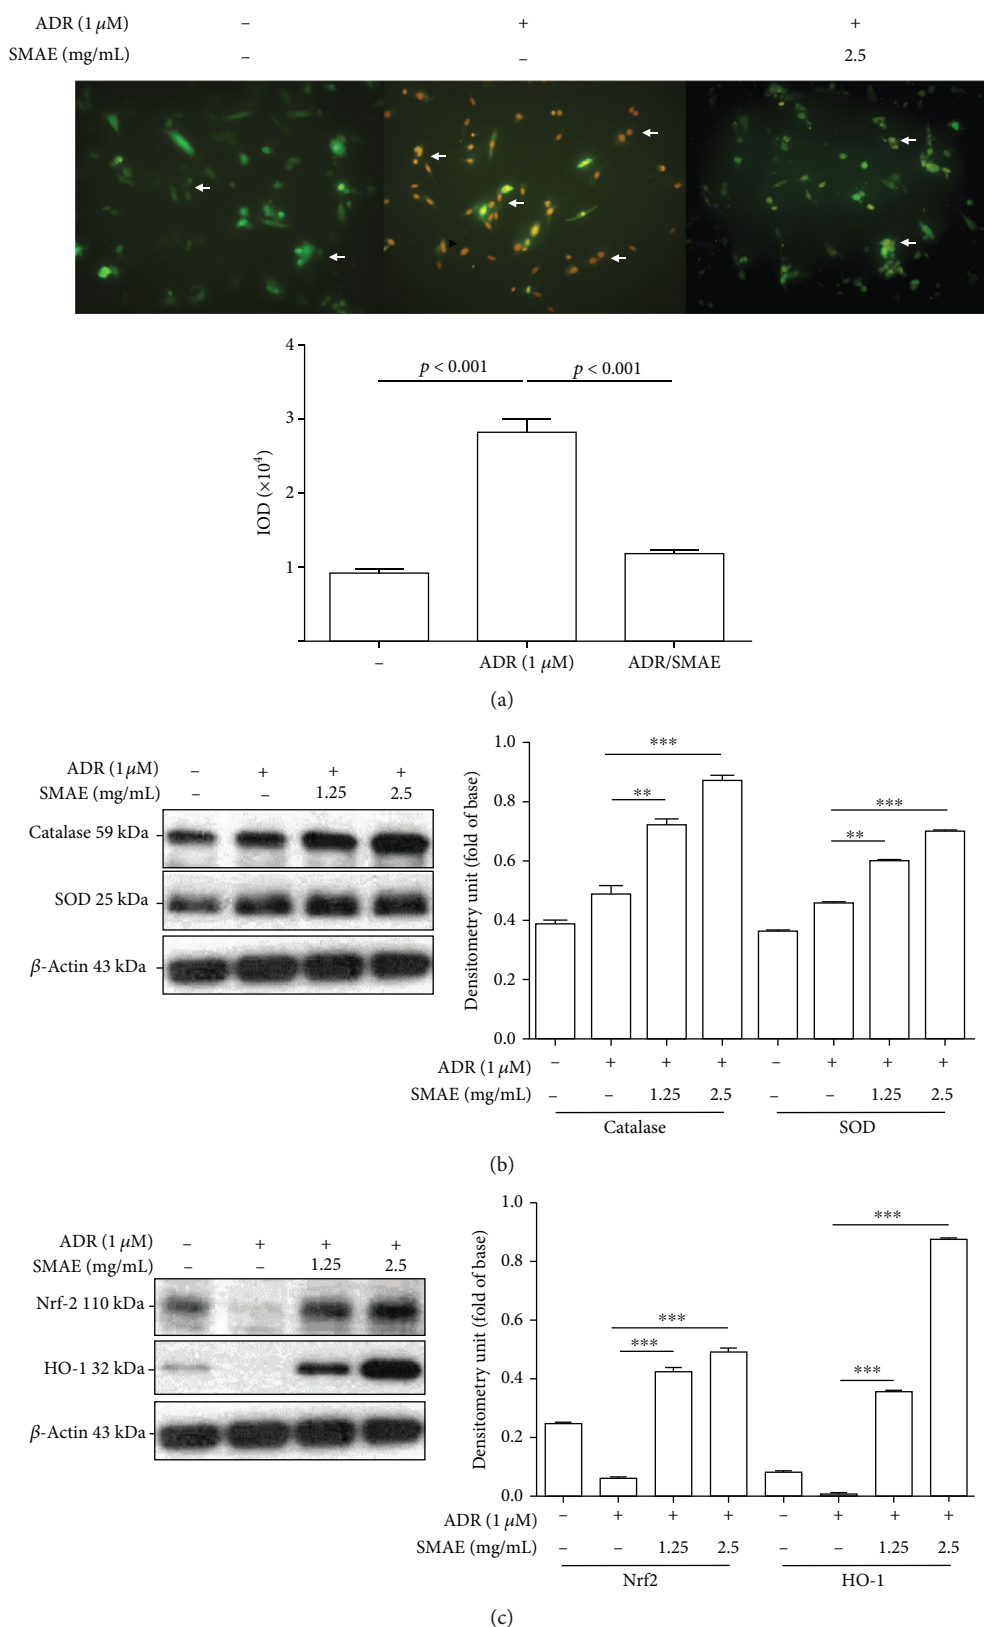 ADR (1 μM) – + +
SMAE (mg/mL) – – 2.5
4
3
2
1
IOD (×10⁴)
p < 0.001
p < 0.001
– ADR (1 μM) ADR/SMAE
(a)
ADR (1 μM) – + + +
SMAE (mg/mL) – – 1.25 2.5
Catalase 59 kDa
SOD 25 kDa
β-Actin 43 kDa
Densitometry unit (fold of base)
1.0
0.8
0.6
0.4
0.2
0.0
***
**
***
**
ADR (1 μM) – + + + – + + +
SMAE (mg/mL) – – 1.25 2.5 – – 1.25 2.5
Catalase SOD
(b)
ADR (1 μM) – + + +
SMAE (mg/mL) – – 1.25 2.5
Nrf-2 110 kDa
HO-1 32 kDa
β-Actin 43 kDa
Densitometry unit (fold of base)
1.0
0.8
0.6
0.4
0.2
0.0
***
***
***
***
ADR (1 μM) – + + + – + + +
SMAE (mg/mL) – – 1.25 2.5 – – 1.25 2.5
Nrf2 HO-1
(c)